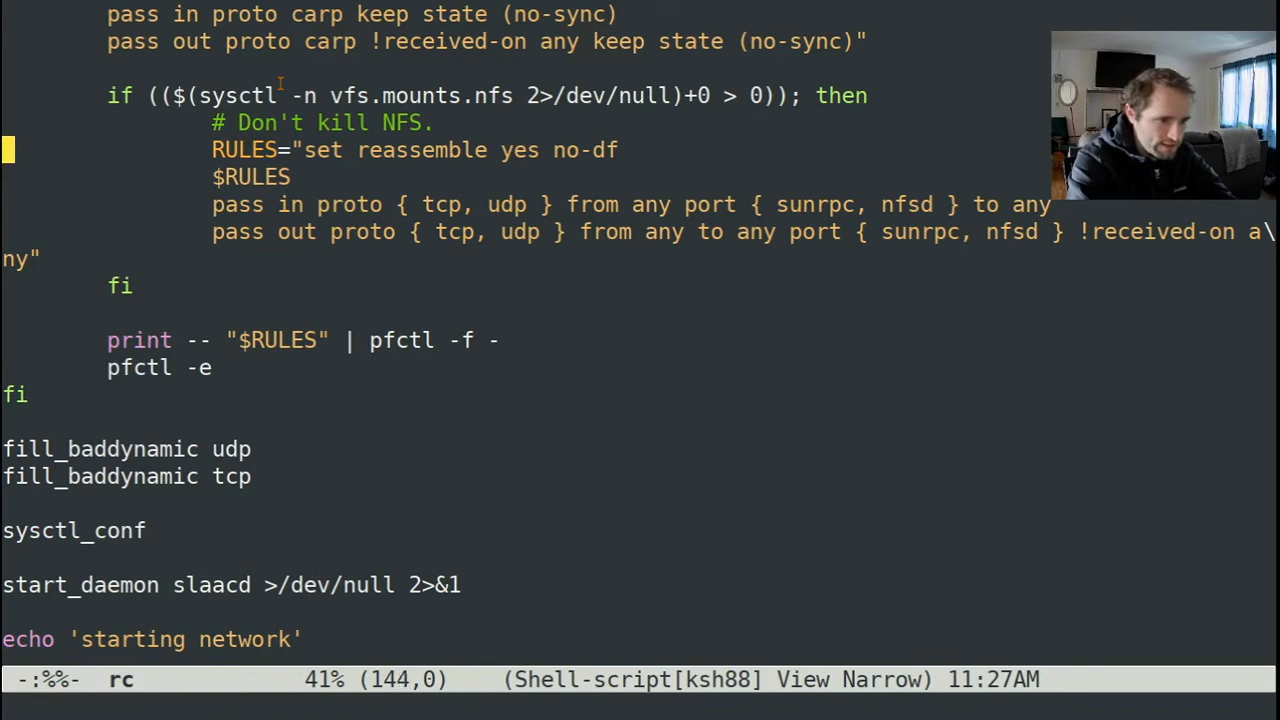 pass in proto carp keep state (no-sync)
pass out proto carp !received-on any keep state (no-sync)"
if (($(sysctl -n vfs.mounts.nfs 2>/dev/null)+0 > 0)); then
# Don't kill NFS.
RULES="set reassemble yes no-df
$RULES
pass in proto { tcp, udp } from any port { sunrpc, nfsd } to any
pass out proto { tcp, udp } from any to any port { sunrpc, nfsd } !received-on a\
ny"
fi
print -- "$RULES" | pfctl -f -
pfctl -e
fi
fill_baddynamic udp
fill_baddynamic tcp
sysctl_conf
start_daemon slaacd >/dev/null 2>&1
echo 'starting network'
-:%%-  rc  41% (144,0)  (Shell-script[ksh88] View Narrow) 11:27AM